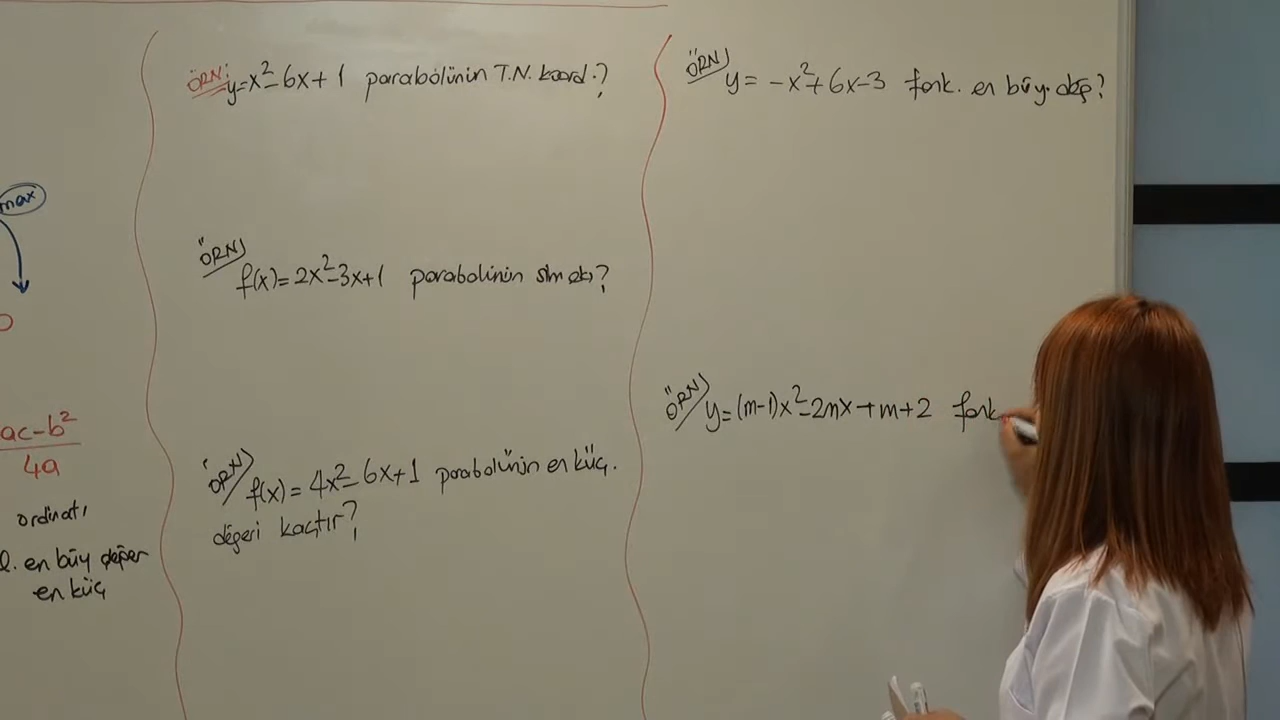 max
ac-b²
4a
ordinatı
en büy değer
en küç
ÖRN: y=x²-6x+1 parabolünün T.N. koord.?
ÖRN) f(x)=2x²-3x+1 parabolünün sim ek?
ÖRN) f(x)=4x²-6x+1 parabolünün en küç.
değeri kaçtır?
ÖRN) y=-x²+6x-3 fonk. en büy. değ?
ÖRN) y=(m-1)x²-2mx+m+2 fonk